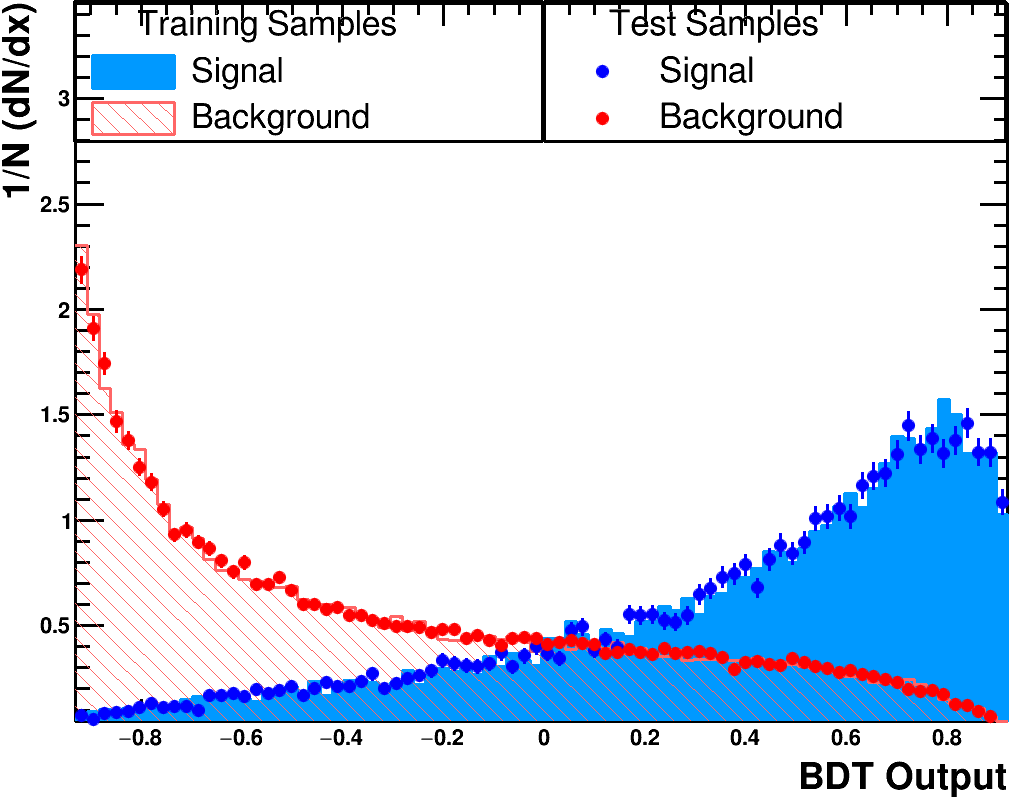 1/N (dN/dx)
Training Samples
Signal
Background
Test Samples
Signal
Background
3
2.5
2
1.5
1
0.5
−0.8 −0.6 −0.4 −0.2 0 0.2 0.4 0.6 0.8
BDT Output